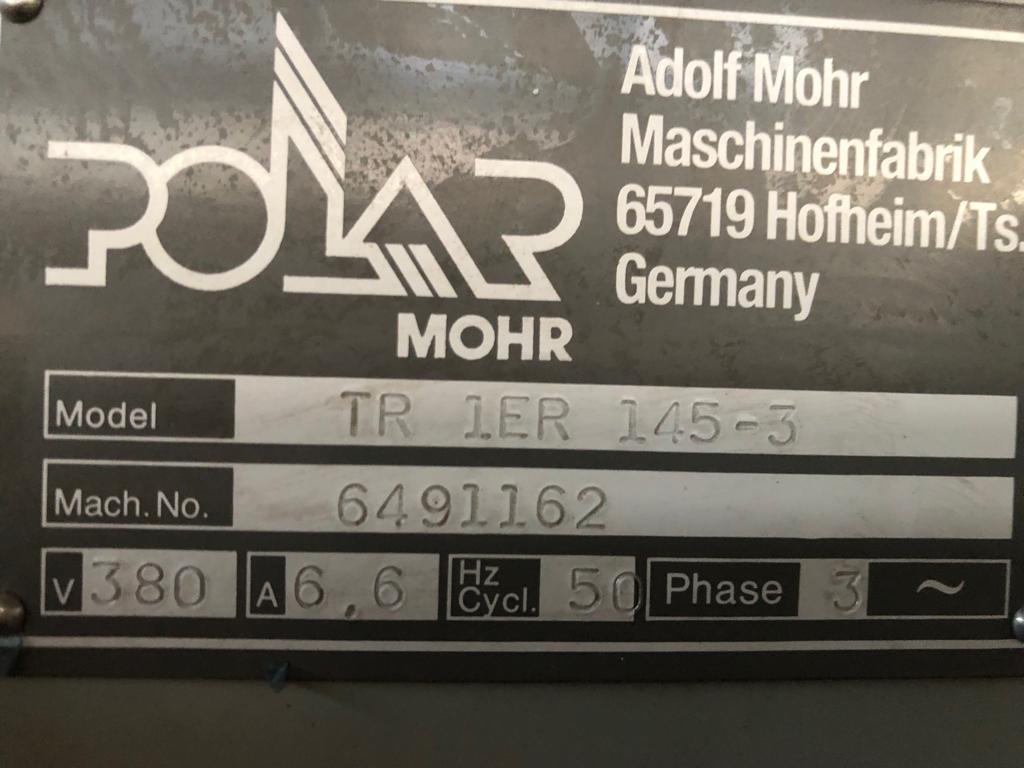 POLAR
MOHR
Adolf Mohr
Maschinenfabrik
65719 Hofheim/Ts.
Germany
Model TR 1ER 145-3
Mach. No. 6491162
V 380 A 6,6 Hz Cycl. 50 Phase 3 ~